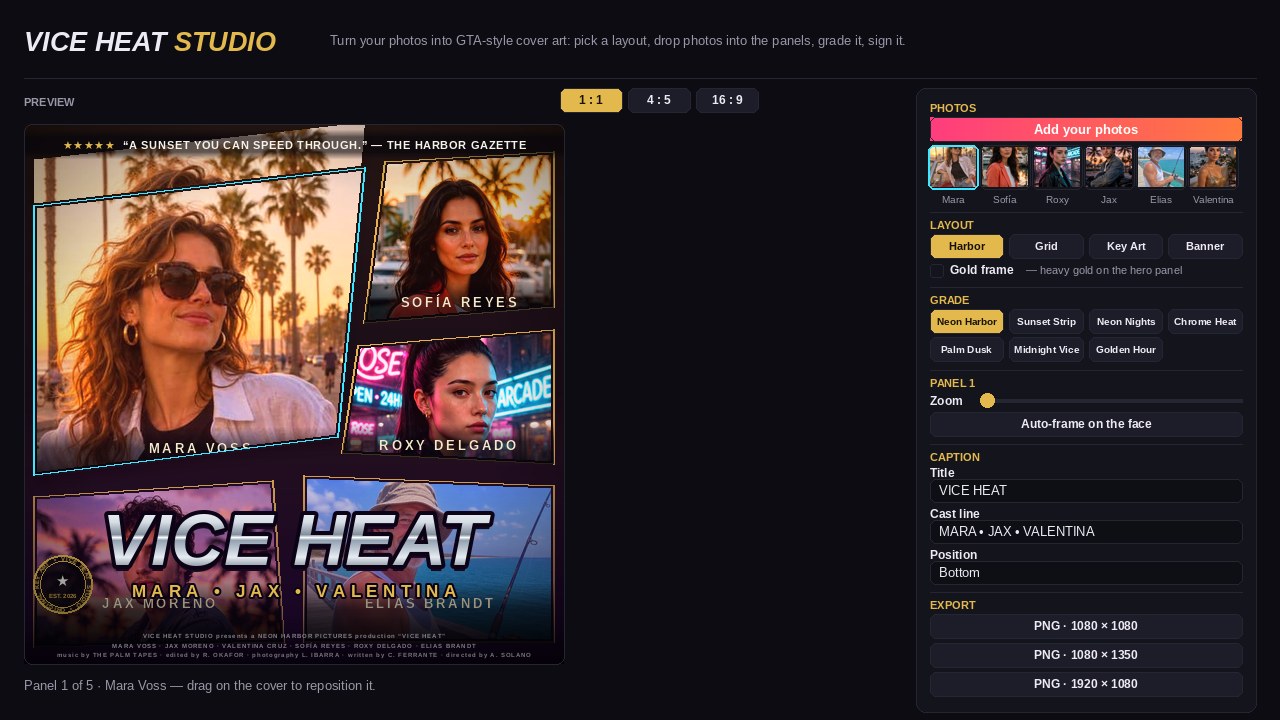 VICE HEAT STUDIO
Turn your photos into GTA-style cover art: pick a layout, drop photos into the panels, grade it, sign it.
PREVIEW
1 : 1
4 : 5
16 : 9
★★★★★ “A SUNSET YOU CAN SPEED THROUGH.” — THE HARBOR GAZETTE
SOFÍA REYES
OSE
PEN • 24H
ROSE
ARCADE
MARA VOSS
ROXY DELGADO
VICE HEAT
MARA • JAX • VALENTINA
JAX MORENO
ELIAS BRANDT
EST. 2025
VICE HEAT STUDIO presenta a NEON HARBOR PICTURES production “VICE HEAT”
MARA VOSS · JAX MORENO · VALENTINA CRUZ · SOFÍA REYES · ROXY DELGADO · ELIAS BRANDT
music by THE PALM TAPES · edited by R. OKAFOR · photography L. IBARRA · written by C. FERRANTE · directed by A. SOLANO
Panel 1 of 5 · Mara Voss — drag on the cover to reposition it.
PHOTOS
Add your photos
Mara
Sofía
Roxy
Jax
Elias
Valentina
LAYOUT
Harbor
Grid
Key Art
Banner
Gold frame — heavy gold on the hero panel
GRADE
Neon Harbor
Sunset Strip
Neon Nights
Chrome Heat
Palm Dusk
Midnight Vice
Golden Hour
PANEL 1
Zoom
Auto-frame on the face
CAPTION
Title
VICE HEAT
Cast line
MARA • JAX • VALENTINA
Position
Bottom
EXPORT
PNG · 1080 × 1080
PNG · 1080 × 1350
PNG · 1920 × 1080